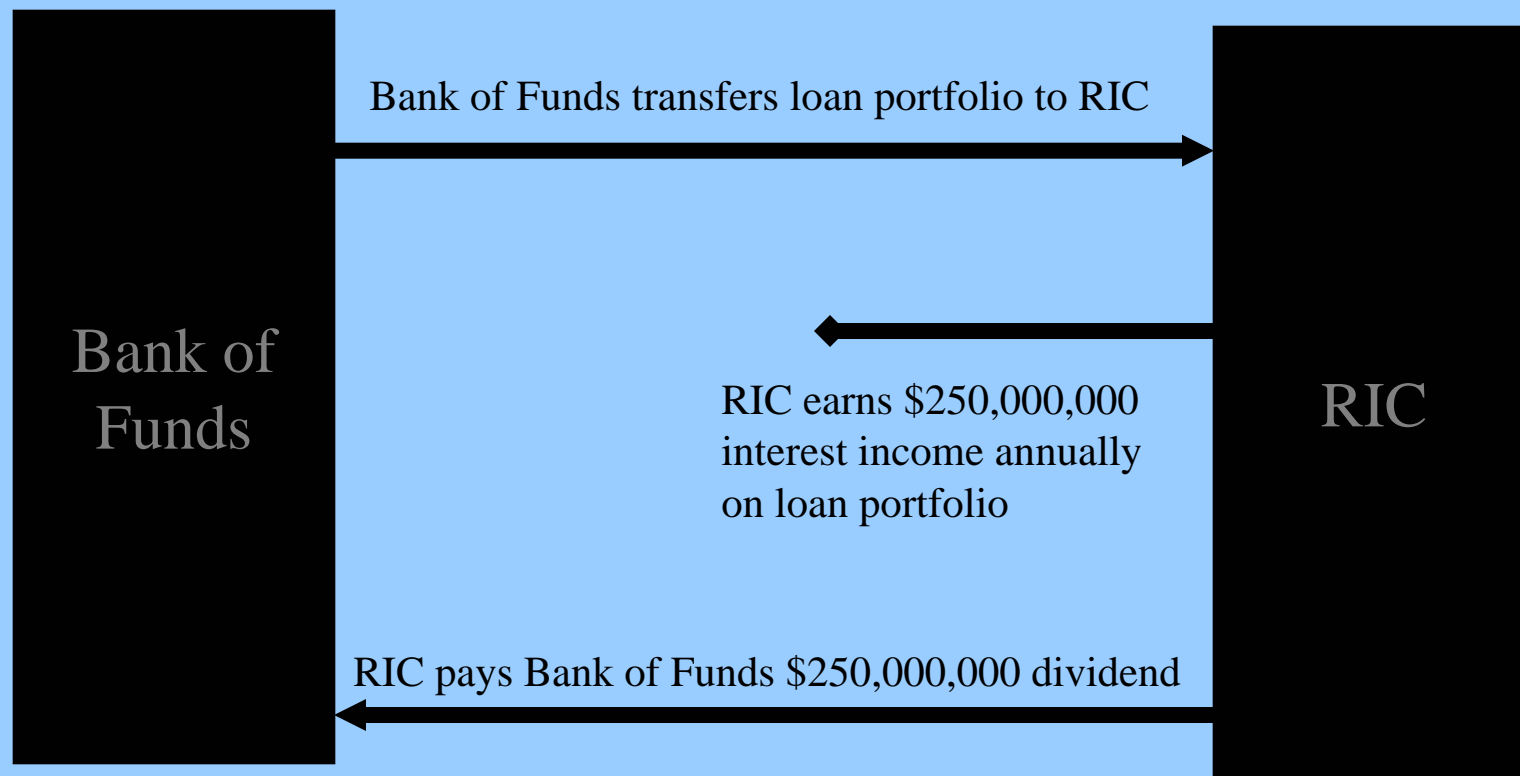 Bank of Funds transfers loan portfolio to RIC
Bank of
Funds
RIC earns $250,000,000
interest income annually
on loan portfolio
RIC
RIC pays Bank of Funds $250,000,000 dividend